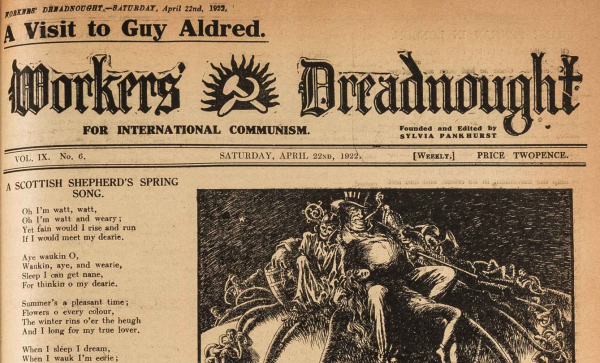 WORKERS' DREADNOUGHT.—SATURDAY, April 22nd, 1922.
A Visit to Guy Aldred.
Workers' Dreadnought
FOR INTERNATIONAL COMMUNISM.
Founded and Edited by
SYLVIA PANKHURST
VOL. IX. No. 6. SATURDAY, APRIL 22ND, 1922. [WEEKLY.] PRICE TWOPENCE.
A SCOTTISH SHEPHERD'S SPRING
SONG.
Oh I'm watt, watt,
Oh I'm watt and weary;
Yet fain would I rise and run
If I would meet my dearie.
Aye waukin O,
Waukin, aye, and wearie,
Sleep I can get nane,
For thinkin o my dearie.
Summer's a pleasant time;
Flowers o every colour,
The winter rins o'er the heugh
And I long for my true lover.
When I sleep I dream,
When I wauk I'm eerie;